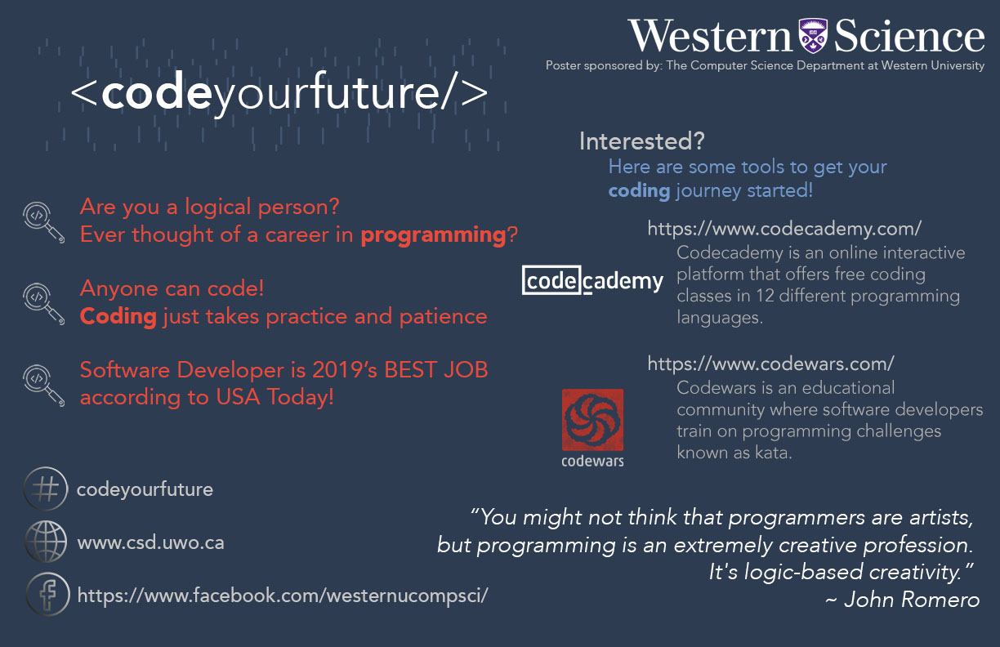 Western Science
Poster sponsored by: The Computer Science Department at Western University
<codeyourfuture/>
Are you a logical person?
Ever thought of a career in programming?
Anyone can code!
Coding just takes practice and patience
Software Developer is 2019’s BEST JOB
according to USA Today!
Interested?
Here are some tools to get your
coding journey started!
https://www.codecademy.com/
codecademy
Codecademy is an online interactive
platform that offers free coding
classes in 12 different programming
languages.
https://www.codewars.com/
codewars
Codewars is an educational
community where software developers
train on programming challenges
known as kata.
# codeyourfuture
www.csd.uwo.ca
https://www.facebook.com/westernucompsci/
“You might not think that programmers are artists,
but programming is an extremely creative profession.
It's logic-based creativity.”
~ John Romero